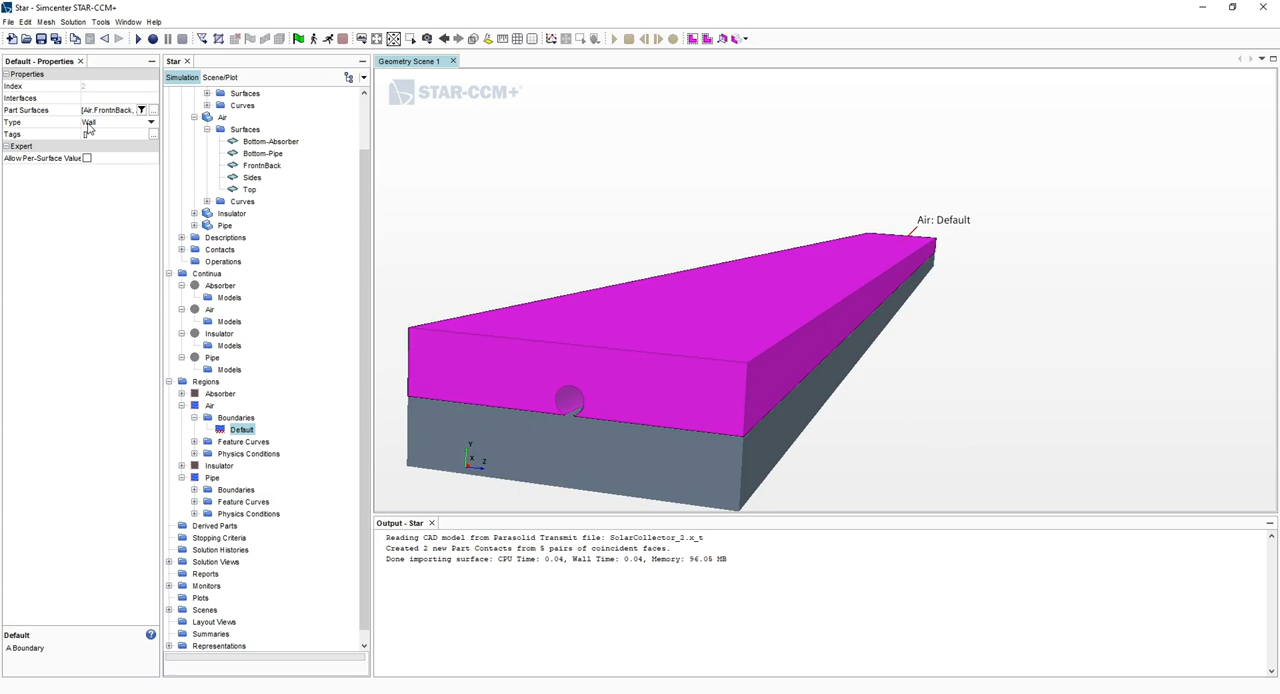 Star - Simcenter STAR-CCM+
File Edit Mesh Solution Tools Window Help
Default - Properties
Properties
Index 2
Interfaces
Part Surfaces [Air.FrontnBack, ...
Type Wall
Tags []
Expert
Allow Per-Surface Value
Default
A Boundary
Star
Simulation Scene/Plot
Surfaces
Curves
Air
Surfaces
Bottom-Absorber
Bottom-Pipe
FrontnBack
Sides
Top
Curves
Insulator
Pipe
Descriptions
Contacts
Operations
Continua
Absorber
Models
Air
Models
Insulator
Models
Pipe
Models
Regions
Absorber
Air
Boundaries
Default
Feature Curves
Physics Conditions
Insulator
Pipe
Boundaries
Feature Curves
Physics Conditions
Derived Parts
Stopping Criteria
Solution Histories
Solution Views
Reports
Monitors
Plots
Scenes
Layout Views
Summaries
Representations
Geometry Scene 1
STAR-CCM+
Air: Default
Y
X Z
Output - Star
Reading CAD model from Parasolid Transmit file: SolarCollector_2.x_t
Created 2 new Part Contacts from 5 pairs of coincident faces.
Done importing surface: CPU Time: 0.04, Wall Time: 0.04, Memory: 96.05 MB